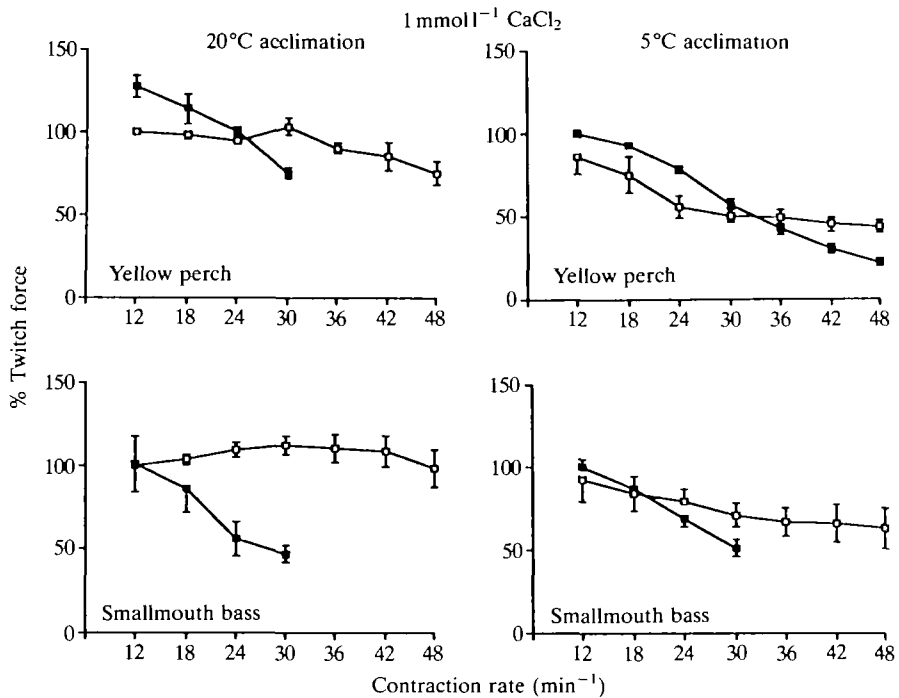 1 mmol l⁻¹ CaCl₂
20°C acclimation
5°C acclimation
% Twitch force
150
100
50
0
Yellow perch
12 18 24 30 36 42 48
150
100
50
0
Yellow perch
12 18 24 30 36 42 48
150
100
50
0
Smallmouth bass
12 18 24 30 36 42 48
150
100
50
0
Smallmouth bass
12 18 24 30 36 42 48
Contraction rate (min⁻¹)